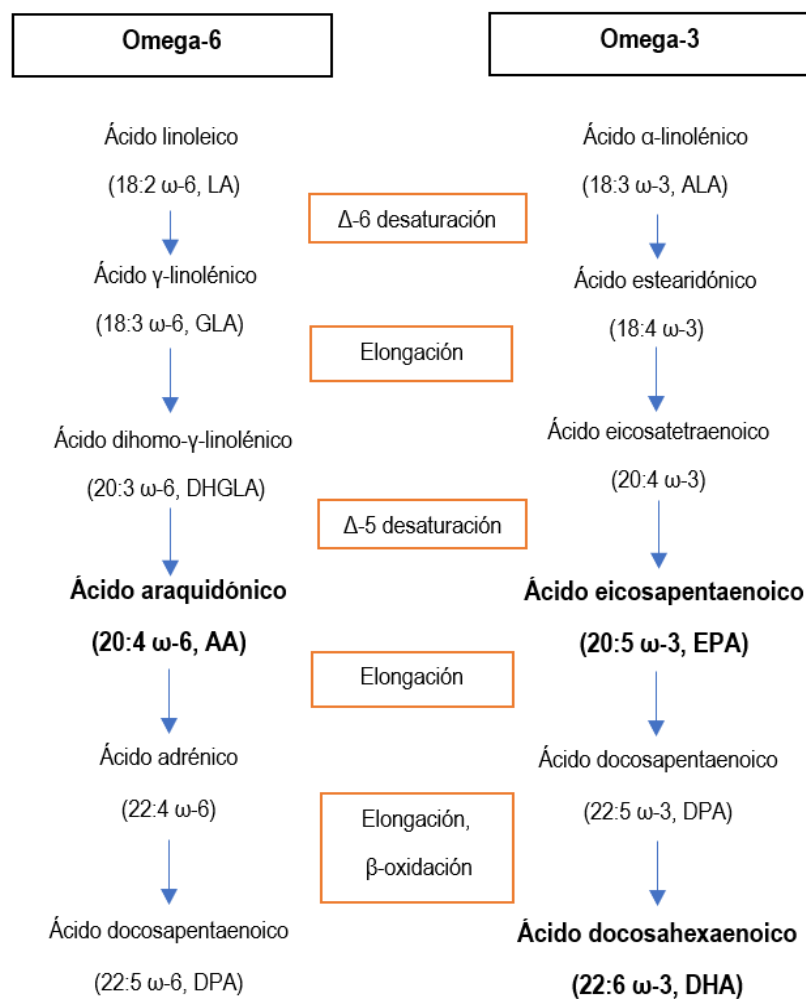 Omega-6
Omega-3
Ácido linoleico
(18:2 ω-6, LA)
Ácido α-linolénico
(18:3 ω-3, ALA)
Δ-6 desaturación
Ácido γ-linolénico
(18:3 ω-6, GLA)
Ácido estearidónico
(18:4 ω-3)
Elongación
Ácido dihomo-γ-linolénico
(20:3 ω-6, DHGLA)
Ácido eicosatetraenoico
(20:4 ω-3)
Δ-5 desaturación
Ácido araquidónico
(20:4 ω-6, AA)
Ácido eicosapentaenoico
(20:5 ω-3, EPA)
Elongación
Ácido adrénico
(22:4 ω-6)
Ácido docosapentaenoico
(22:5 ω-3, DPA)
Elongación,
β-oxidación
Ácido docosapentaenoico
(22:5 ω-6, DPA)
Ácido docosahexaenoico
(22:6 ω-3, DHA)